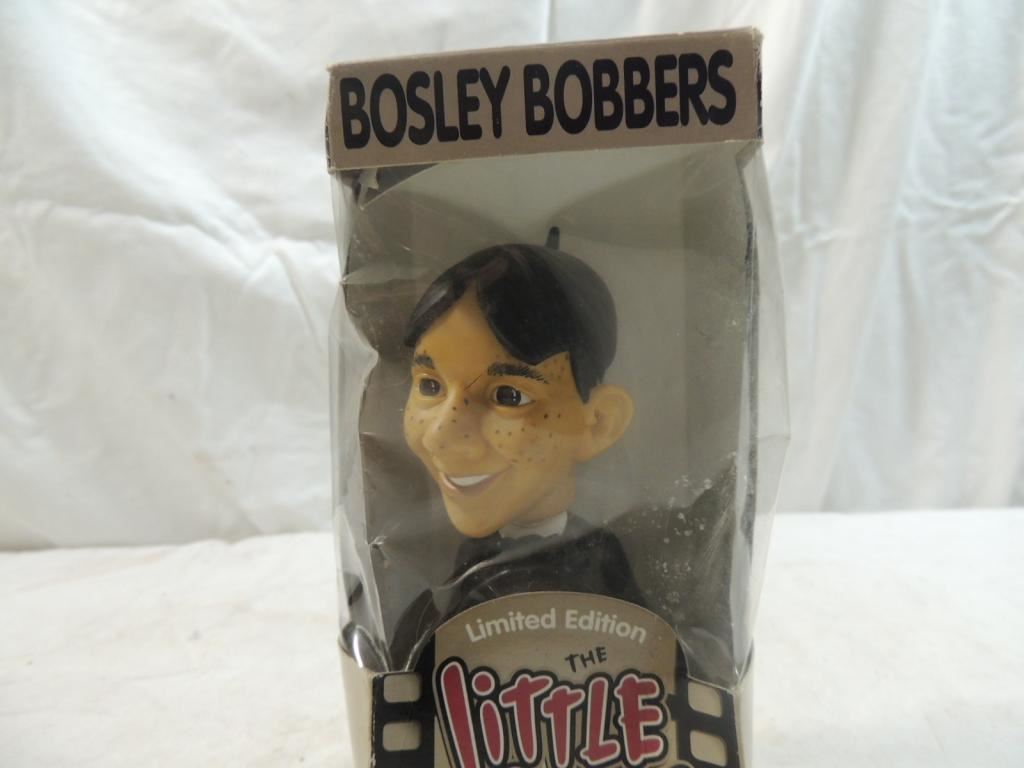 BOSLEY BOBBERS
Limited Edition
THE
LiTTLE